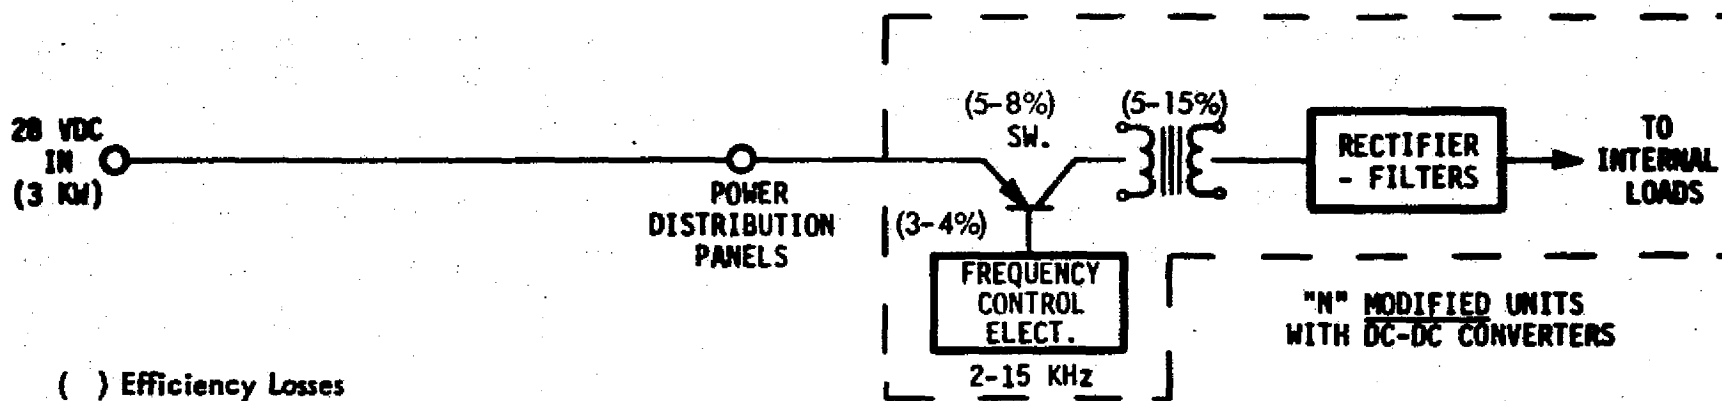 28 VDC
IN
(3 KW)
POWER
DISTRIBUTION
PANELS
(5-8%)
SW.
(5-15%)
(3-4%)
FREQUENCY
CONTROL
ELECT.
2-15 KHz
RECTIFIER
- FILTERS
TO
INTERNAL
LOADS
"N" MODIFIED UNITS
WITH DC-DC CONVERTERS
( ) Efficiency Losses